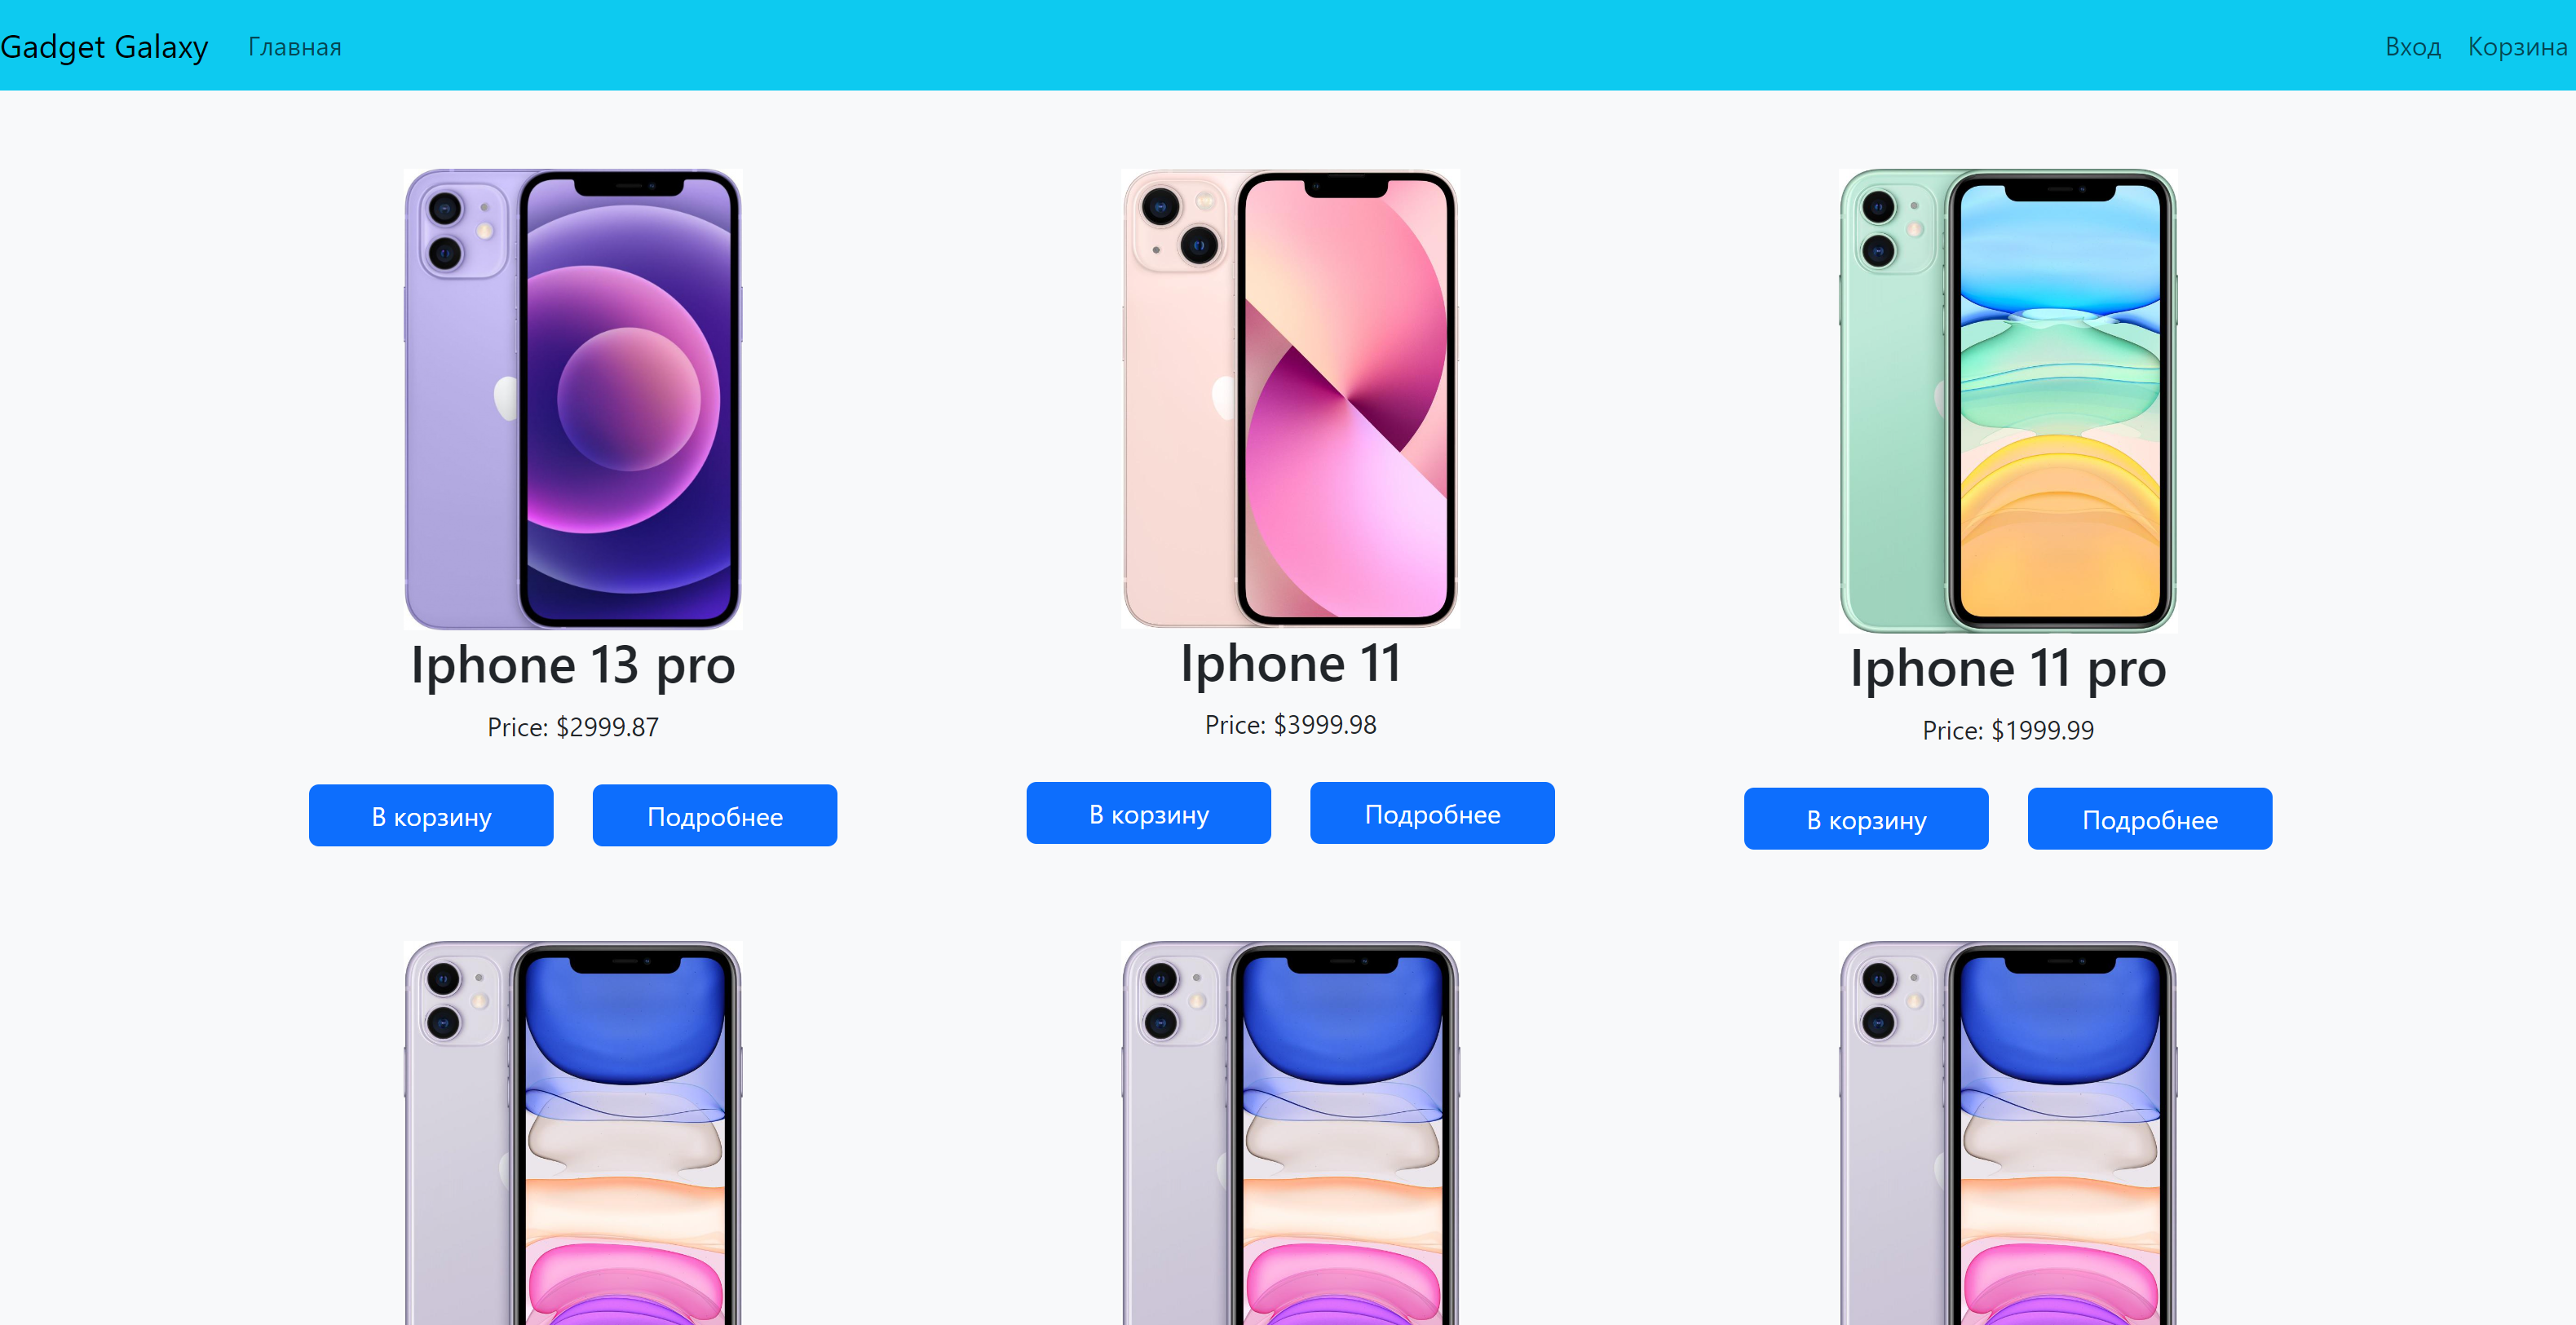 Gadget Galaxy Главная Вход Корзина
Iphone 13 pro
Price: $2999.87
В корзину Подробнее
Iphone 11
Price: $3999.98
В корзину Подробнее
Iphone 11 pro
Price: $1999.99
В корзину Подробнее